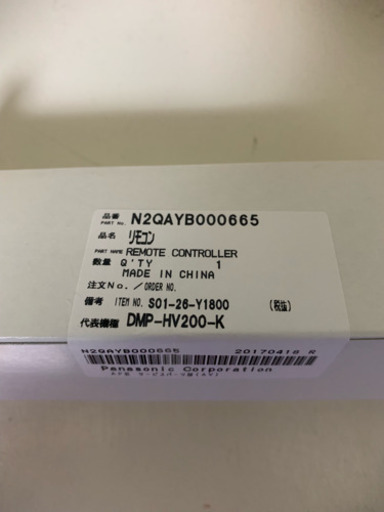 品番 PART No. N2QAYB000665
品名 リモコン
PART NAME REMOTE CONTROLLER
数量 Q'TY 1
MADE IN CHINA
注文No. / ORDER NO.
備考 ITEM NO. S01-26-Y1800 (税抜)
代表機種 DMP-HV200-K
N2QAYB000665 20170416 R
Panasonic Corporation